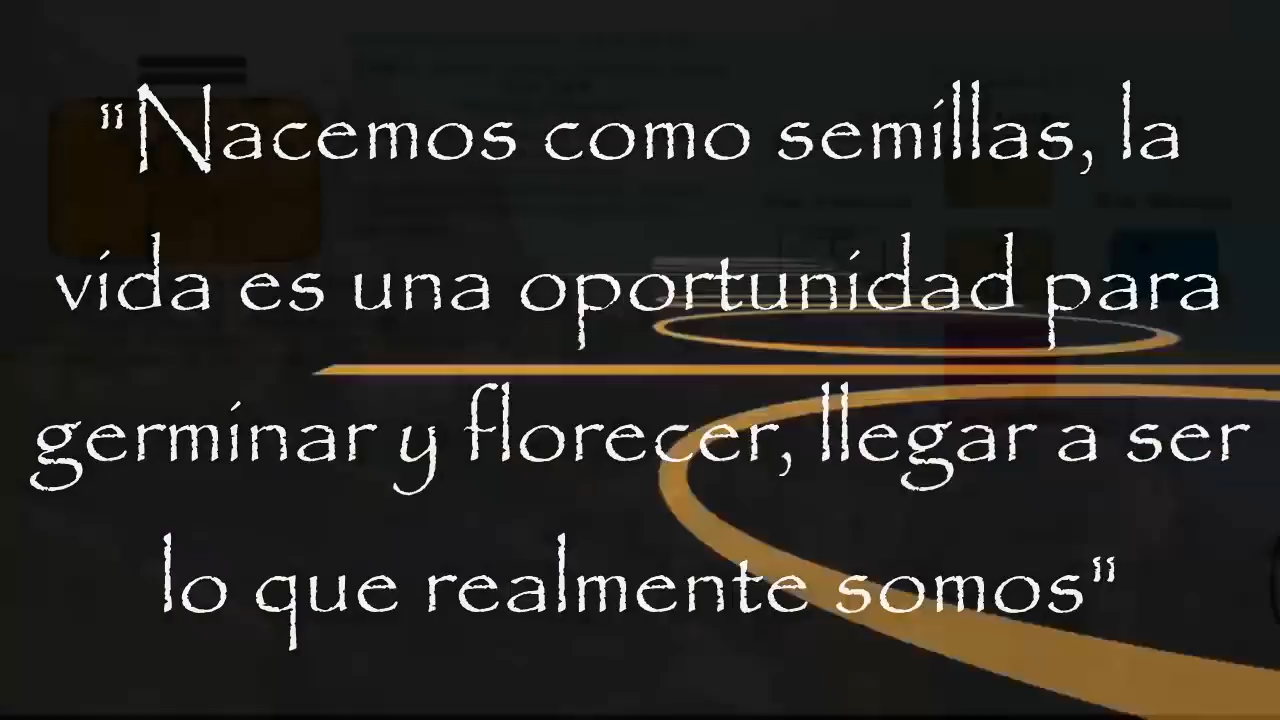 "Nacemos como semillas, la
vida es una oportunidad para
germinar y florecer, llegar a ser
lo que realmente somos"